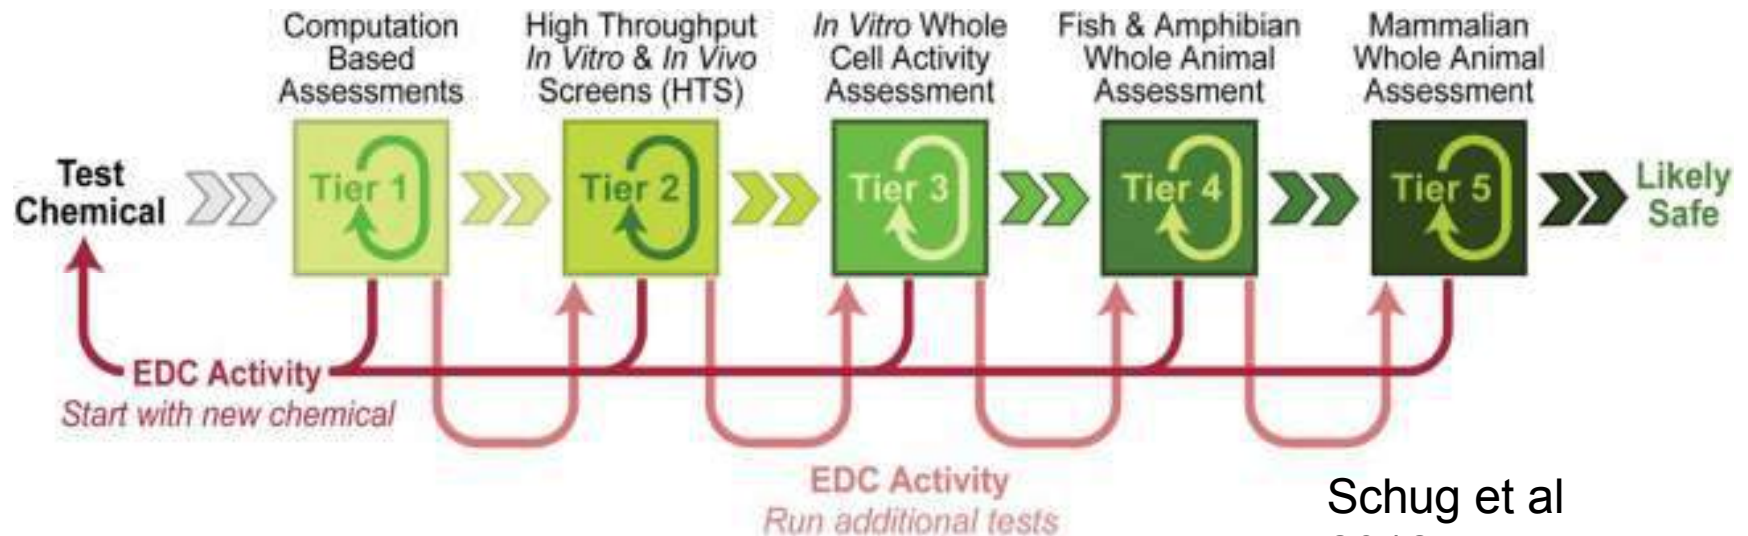 Computation
Based
Assessments
High Throughput
In Vitro & In Vivo
Screens (HTS)
In Vitro Whole
Cell Activity
Assessment
Fish & Amphibian
Whole Animal
Assessment
Mammalian
Whole Animal
Assessment
Test
Chemical
Tier 1
Tier 2
Tier 3
Tier 4
Tier 5
Likely
Safe
EDC Activity
Start with new chemical
EDC Activity
Run additional tests
Schug et al